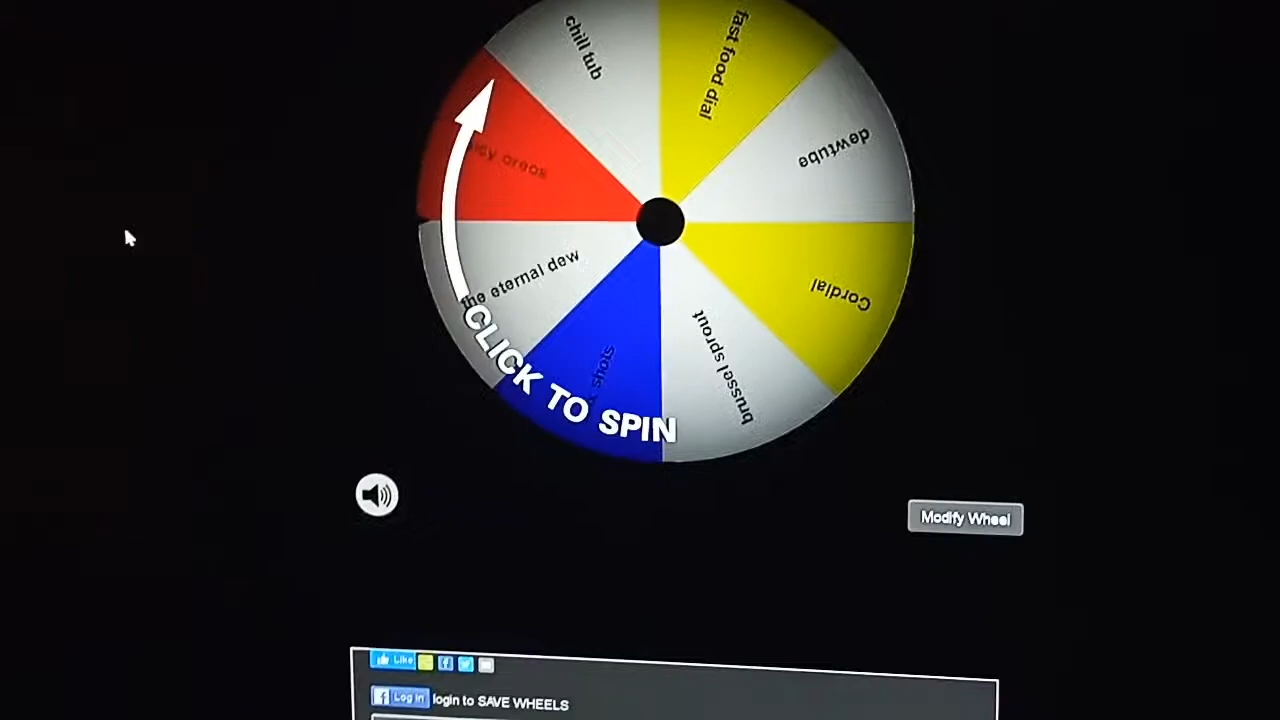 chill tub
fast food dial
dewtube
Cordial
brussel sprout
shots
the eternal dew
CLICK TO SPIN
Modify Wheel
Like
Log In login to SAVE WHEELS